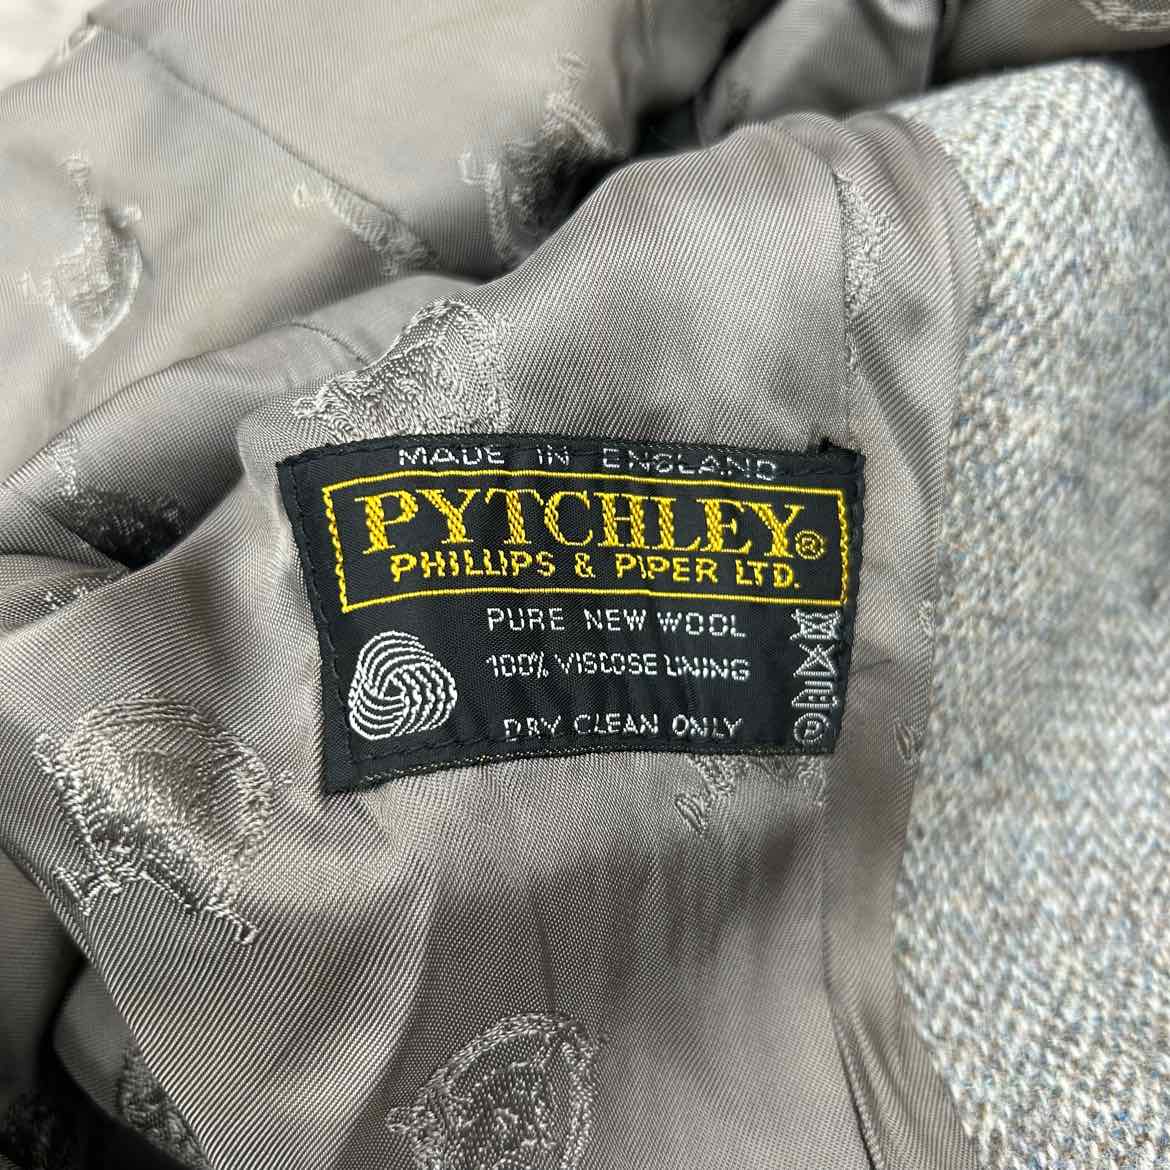 MADE IN ENGLAND
PYTCHLEY®
PHILLIPS & PIPER LTD.
PURE NEW WOOL
100% VISCOSE LINING
DRY CLEAN ONLY
P